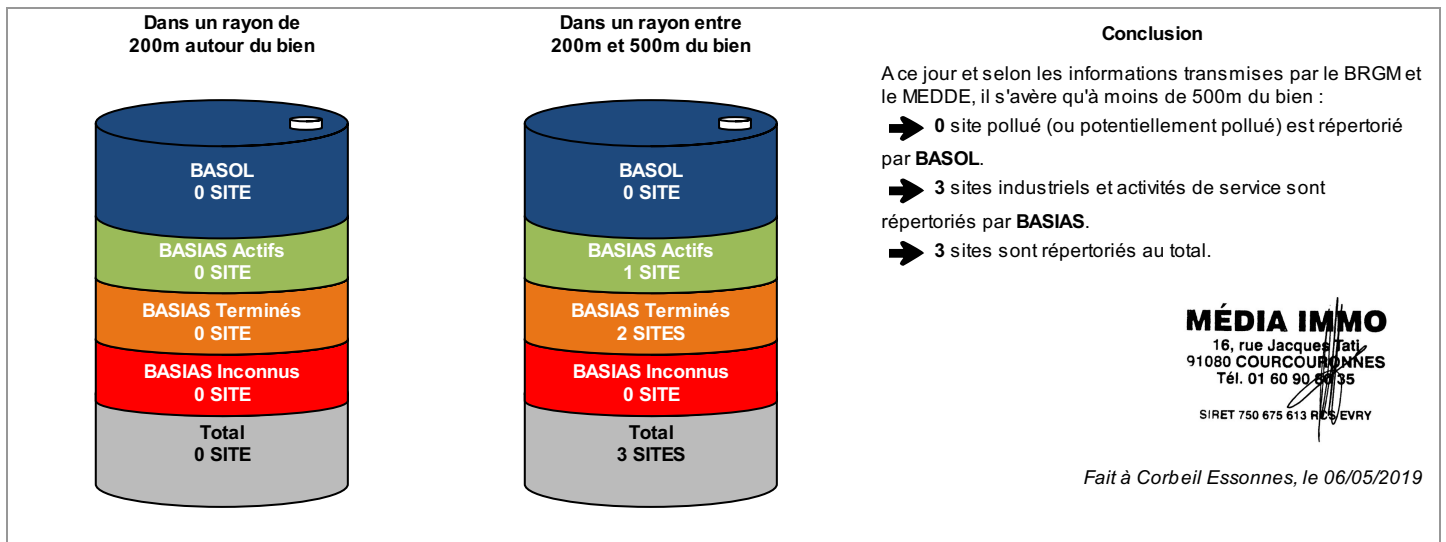 Dans un rayon de
200m autour du bien
BASOL
0 SITE
BASIAS Actifs
0 SITE
BASIAS Terminés
0 SITE
BASIAS Inconnus
0 SITE
Total
0 SITE
Dans un rayon entre
200m et 500m du bien
BASOL
0 SITE
BASIAS Actifs
1 SITE
BASIAS Terminés
2 SITES
BASIAS Inconnus
0 SITE
Total
3 SITES
Conclusion
A ce jour et selon les informations transmises par le BRGM et
le MEDDE, il s'avère qu'à moins de 500m du bien :
0 site pollué (ou potentiellement pollué) est répertorié
par BASOL.
3 sites industriels et activités de service sont
répertoriés par BASIAS.
3 sites sont répertoriés au total.
MÉDIA IMMO
16, rue Jacques Tati
91080 COURCOURONNES
Tél. 01 60 90 35
SIRET 750 675 613 RCS EVRY
Fait à Corbeil Essonnes, le 06/05/2019